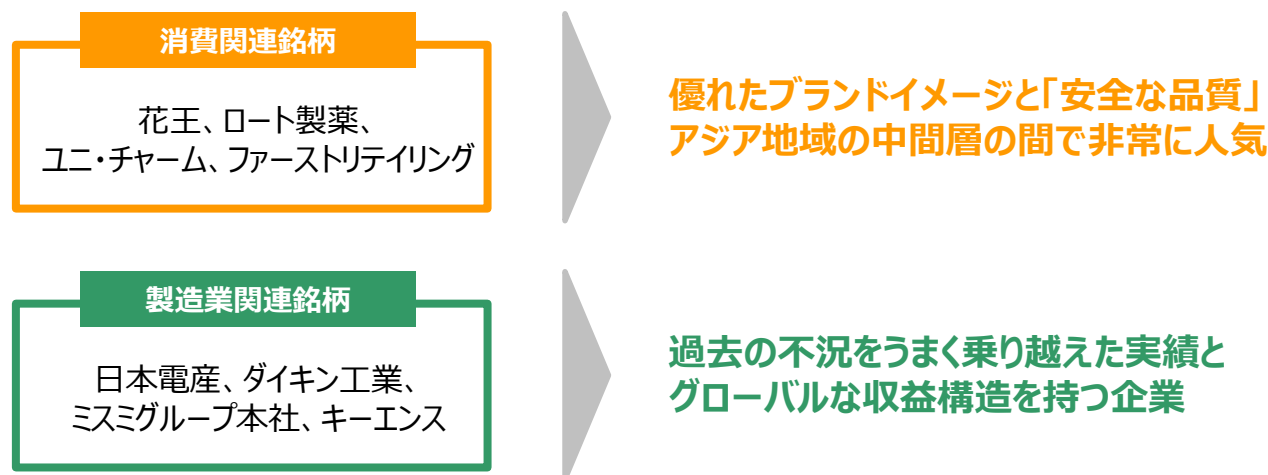 消費関連銘柄
花王、ロート製薬、
ユニ・チャーム、ファーストリテイリング
優れたブランドイメージと「安全な品質」
アジア地域の中間層の間で非常に人気
製造業関連銘柄
日本電産、ダイキン工業、
ミスミグループ本社、キーエンス
過去の不況をうまく乗り越えた実績と
グローバルな収益構造を持つ企業